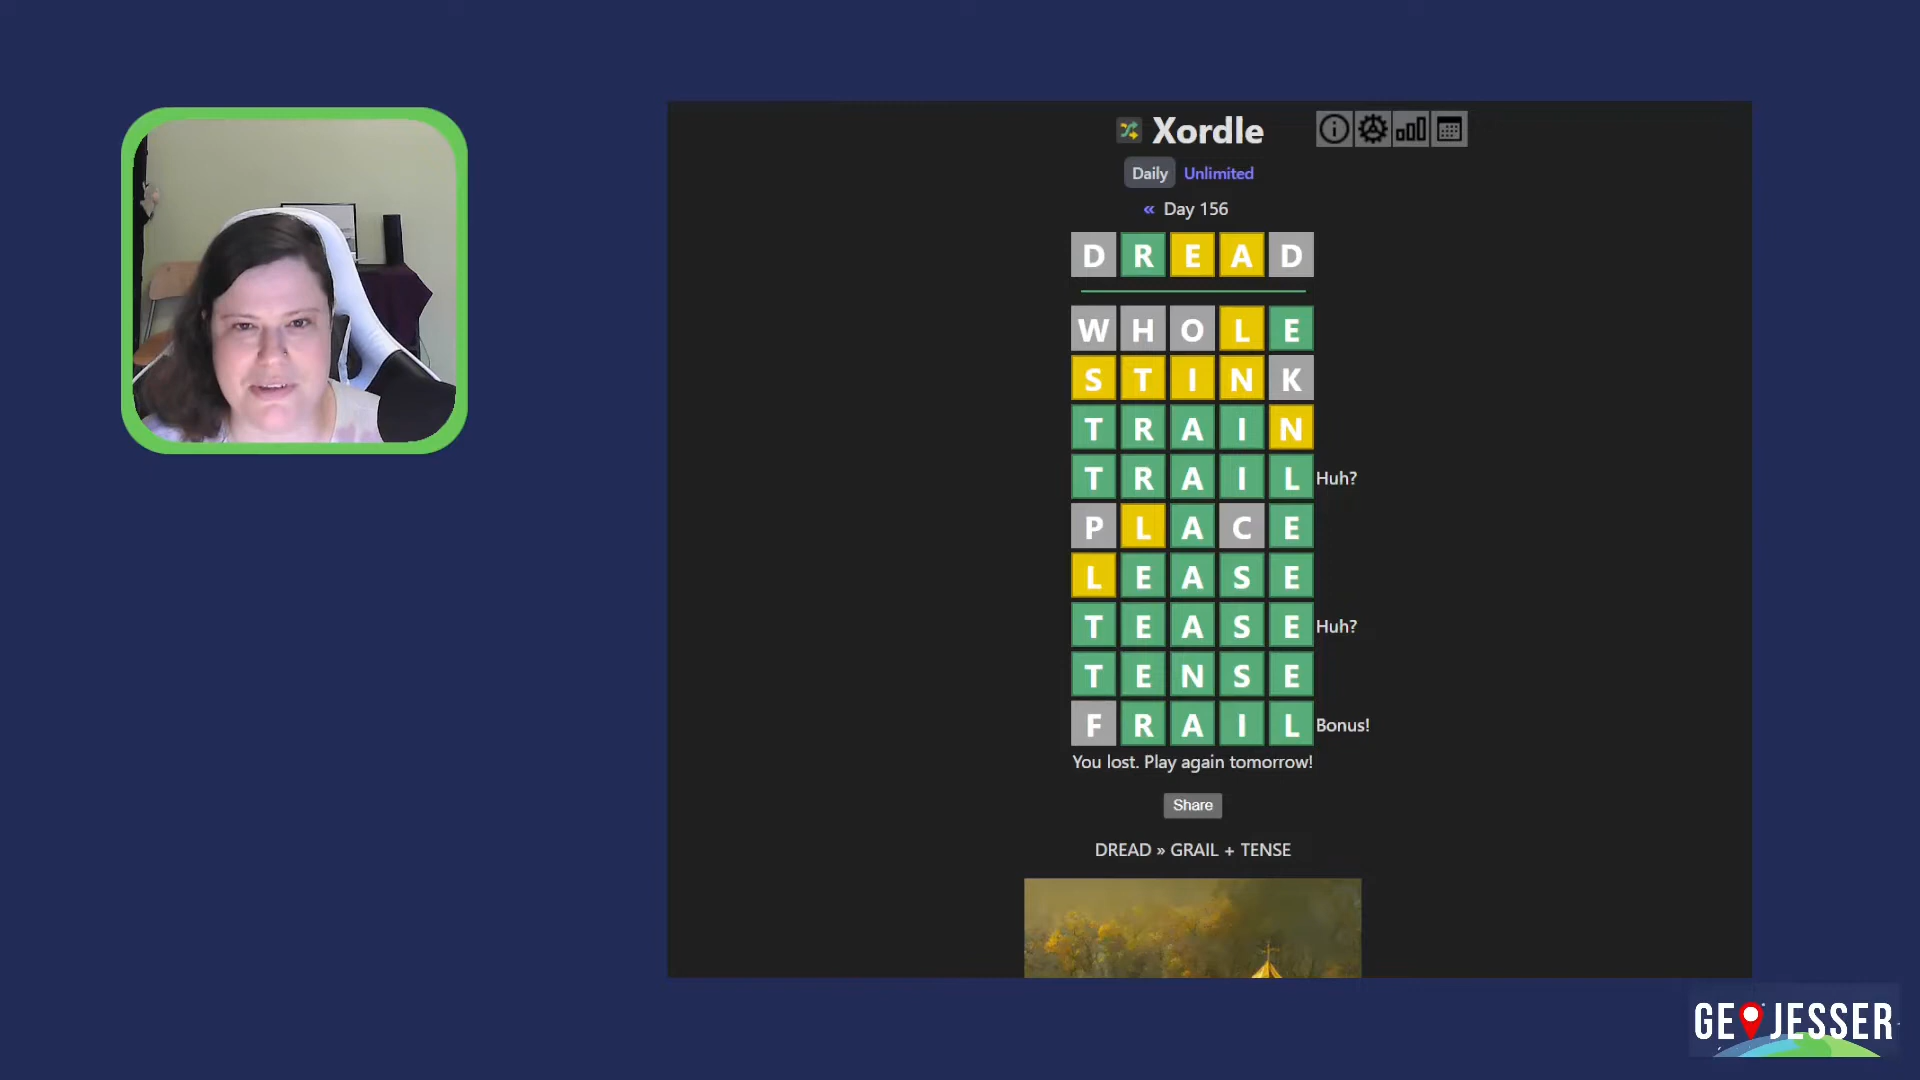 Xordle
Daily Unlimited
« Day 156
DREAD
WHOLE
STINK
TRAIN
TRAIL Huh?
PLACE
LEASE
TEASE Huh?
TENSE
FRAIL Bonus!
You lost. Play again tomorrow!
Share
DREAD » GRAIL + TENSE
GEOJESSER